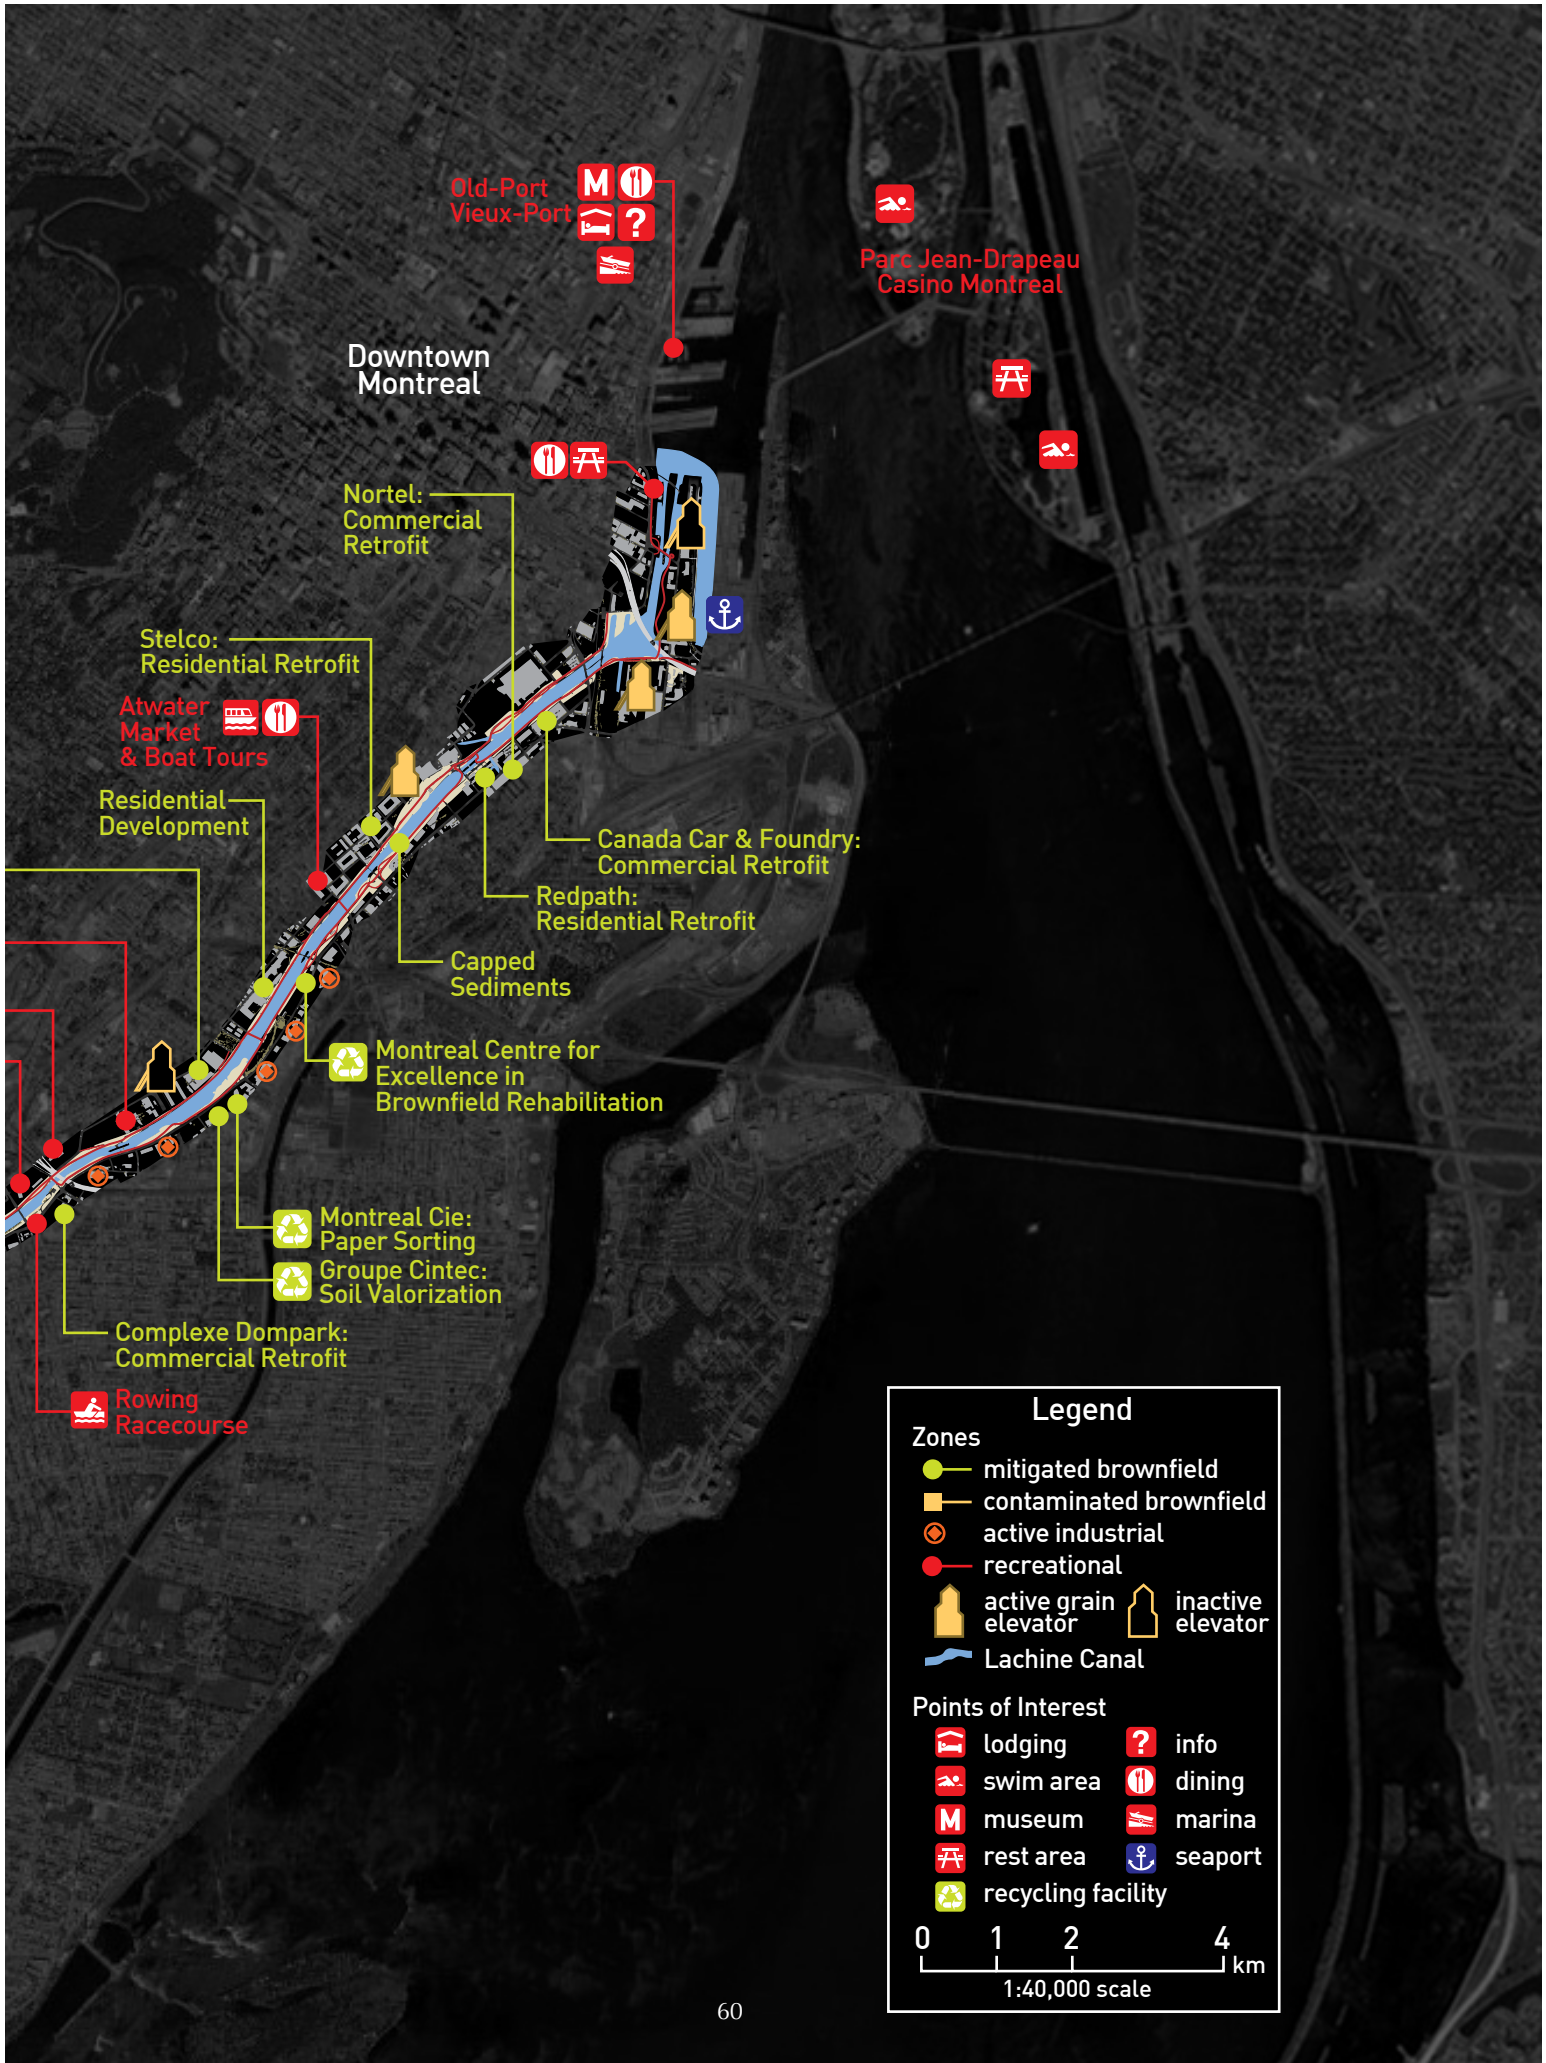 Old-Port
Vieux-Port
M
?
Parc Jean-Drapeau
Casino Montreal
Downtown
Montreal
Nortel:
Commercial
Retrofit
Stelco:
Residential Retrofit
Atwater
Market
& Boat Tours
Residential
Development
Canada Car & Foundry:
Commercial Retrofit
Redpath:
Residential Retrofit
Capped
Sediments
Montreal Centre for
Excellence in
Brownfield Rehabilitation
Montreal Cie:
Paper Sorting
Groupe Cintec:
Soil Valorization
Complexe Dompark:
Commercial Retrofit
Rowing
Racecourse
Legend
Zones
mitigated brownfield
contaminated brownfield
active industrial
recreational
active grain
elevator
inactive
elevator
Lachine Canal
Points of Interest
lodging
? info
swim area
dining
M museum
marina
rest area
seaport
recycling facility
0 1 2 4
km
1:40,000 scale
60